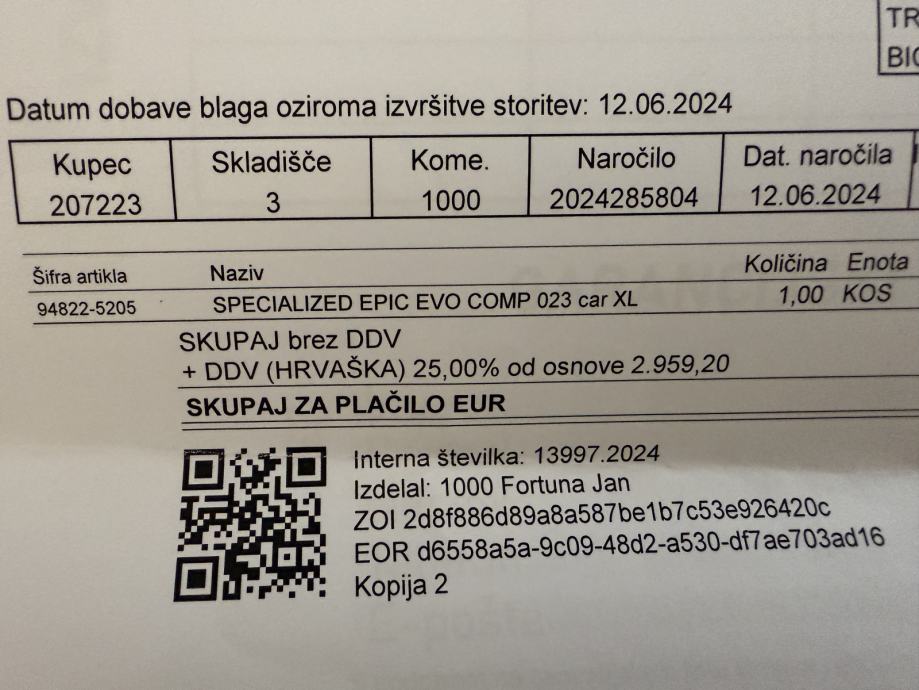 TR
BIC
Datum dobave blaga oziroma izvršitve storitev: 12.06.2024
Kupec Skladišče Kome. Naročilo Dat. naročila
207223 3 1000 2024285804 12.06.2024
Šifra artikla Naziv Količina Enota
94822-5205 SPECIALIZED EPIC EVO COMP 023 car XL 1,00 KOS
SKUPAJ brez DDV
+ DDV (HRVAŠKA) 25,00% od osnove 2.959,20
SKUPAJ ZA PLAČILO EUR
Interna številka: 13997.2024
Izdelal: 1000 Fortuna Jan
ZOI 2d8f886d89a8a587be1b7c53e926420c
EOR d6558a5a-9c09-48d2-a530-df7ae703ad16
Kopija 2